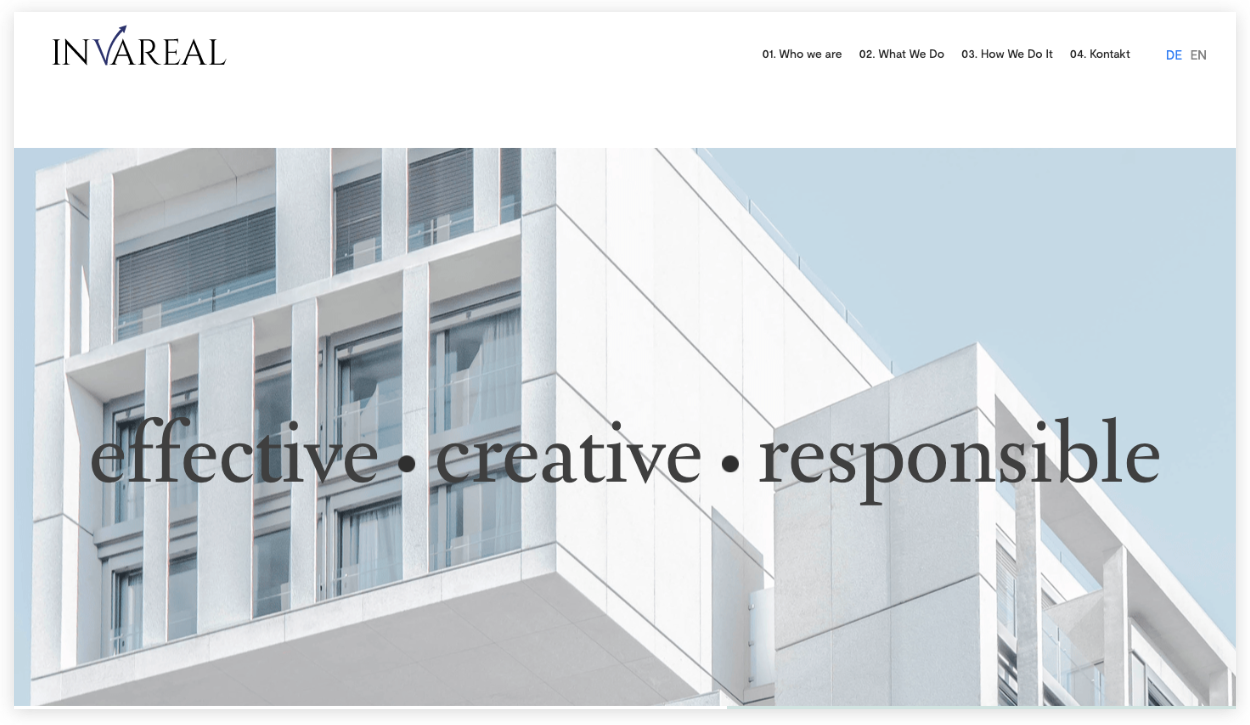 INVAREAL
01. Who we are 02. What We Do 03. How We Do It 04. Kontakt DE EN
effective • creative • responsible